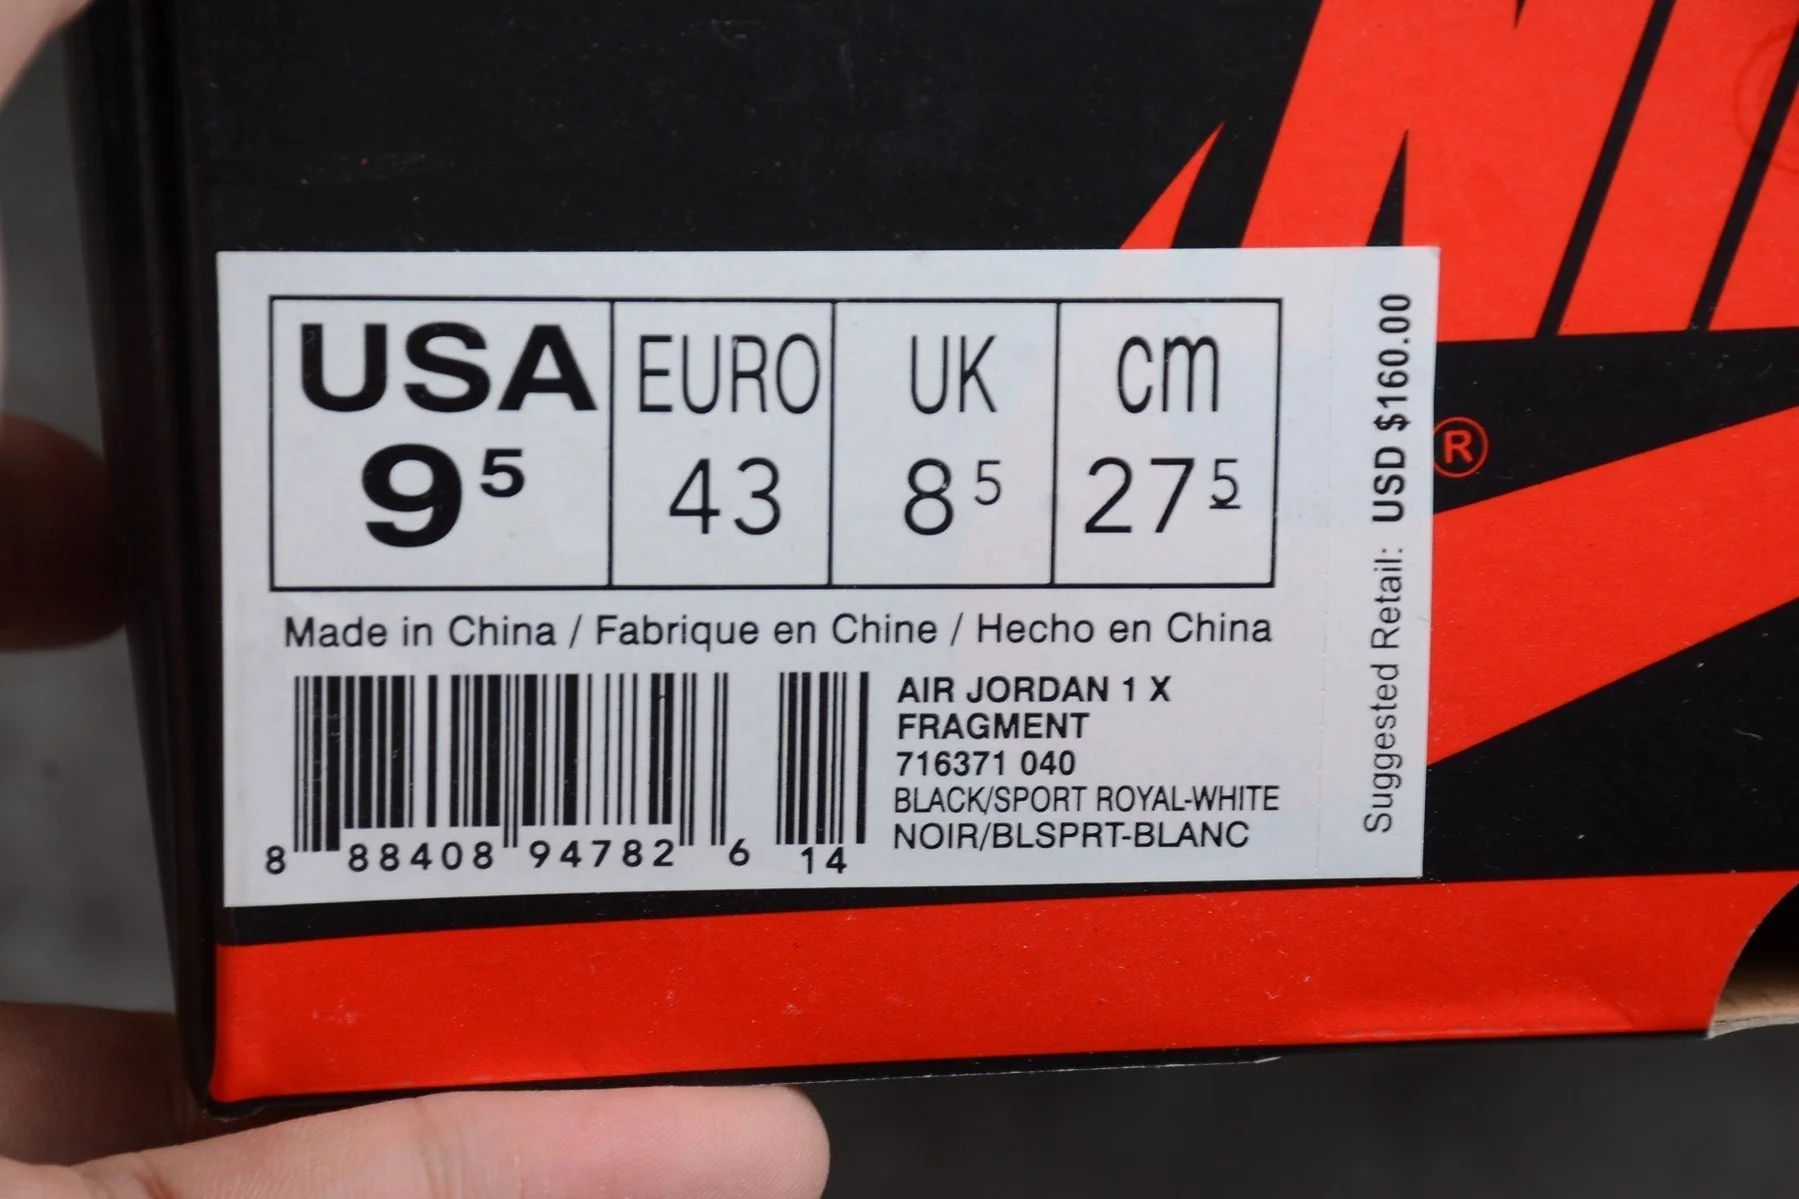 NI
®
USA EURO UK cm
9⁵ 43 8⁵ 27⁵
Made in China / Fabrique en Chine / Hecho en China
AIR JORDAN 1 X
FRAGMENT
716371 040
BLACK/SPORT ROYAL-WHITE
NOIR/BLSPRT-BLANC
8 88408 94782 6 14
Suggested Retail: USD $160.00